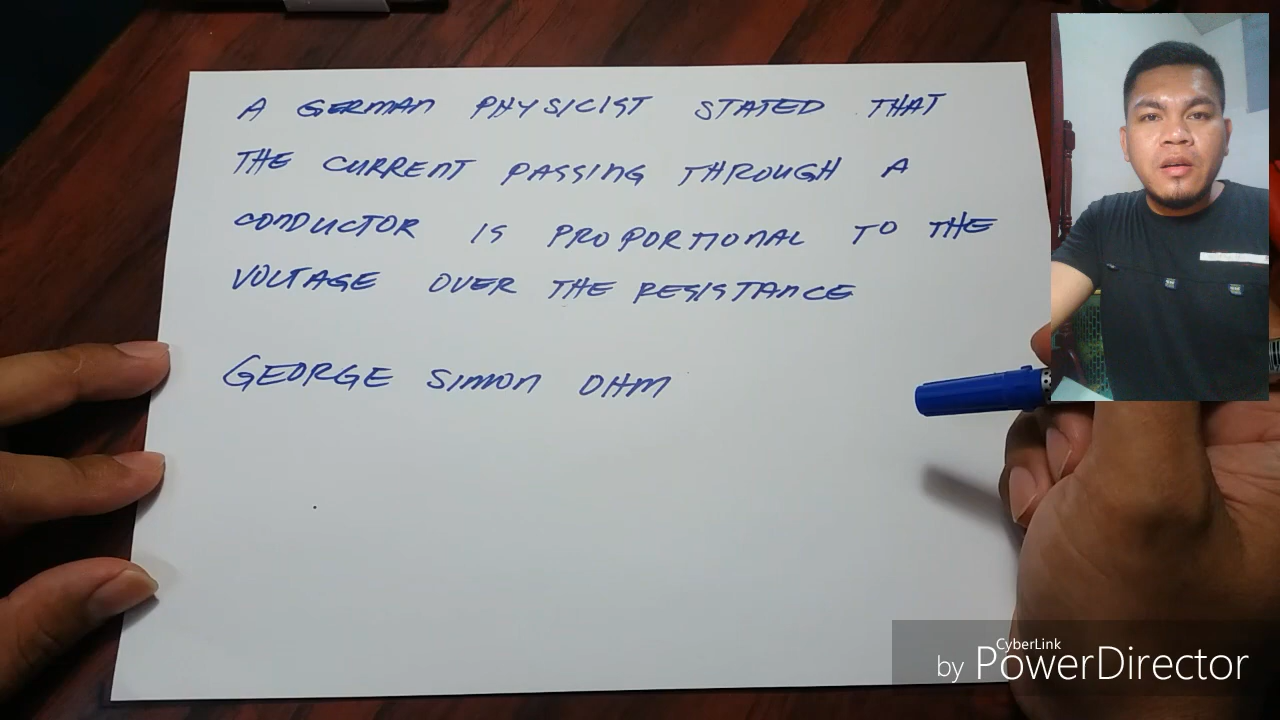 A GERMAN PHYSICIST STATED THAT
THE CURRENT PASSING THROUGH A
CONDUCTOR IS PROPORTIONAL TO THE
VOLTAGE OVER THE RESISTANCE
GEORGE SIMON OHM
CyberLink
by PowerDirector